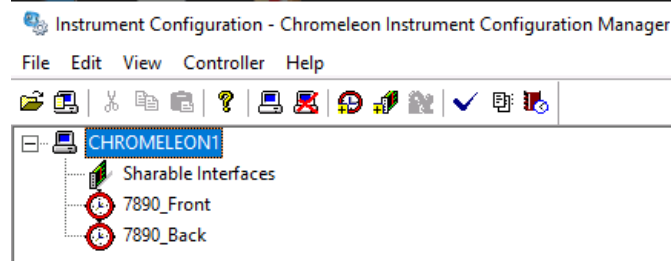 Instrument Configuration - Chromeleon Instrument Configuration Manager
File Edit View Controller Help
CHROMELEON1
Sharable Interfaces
7890_Front
7890_Back